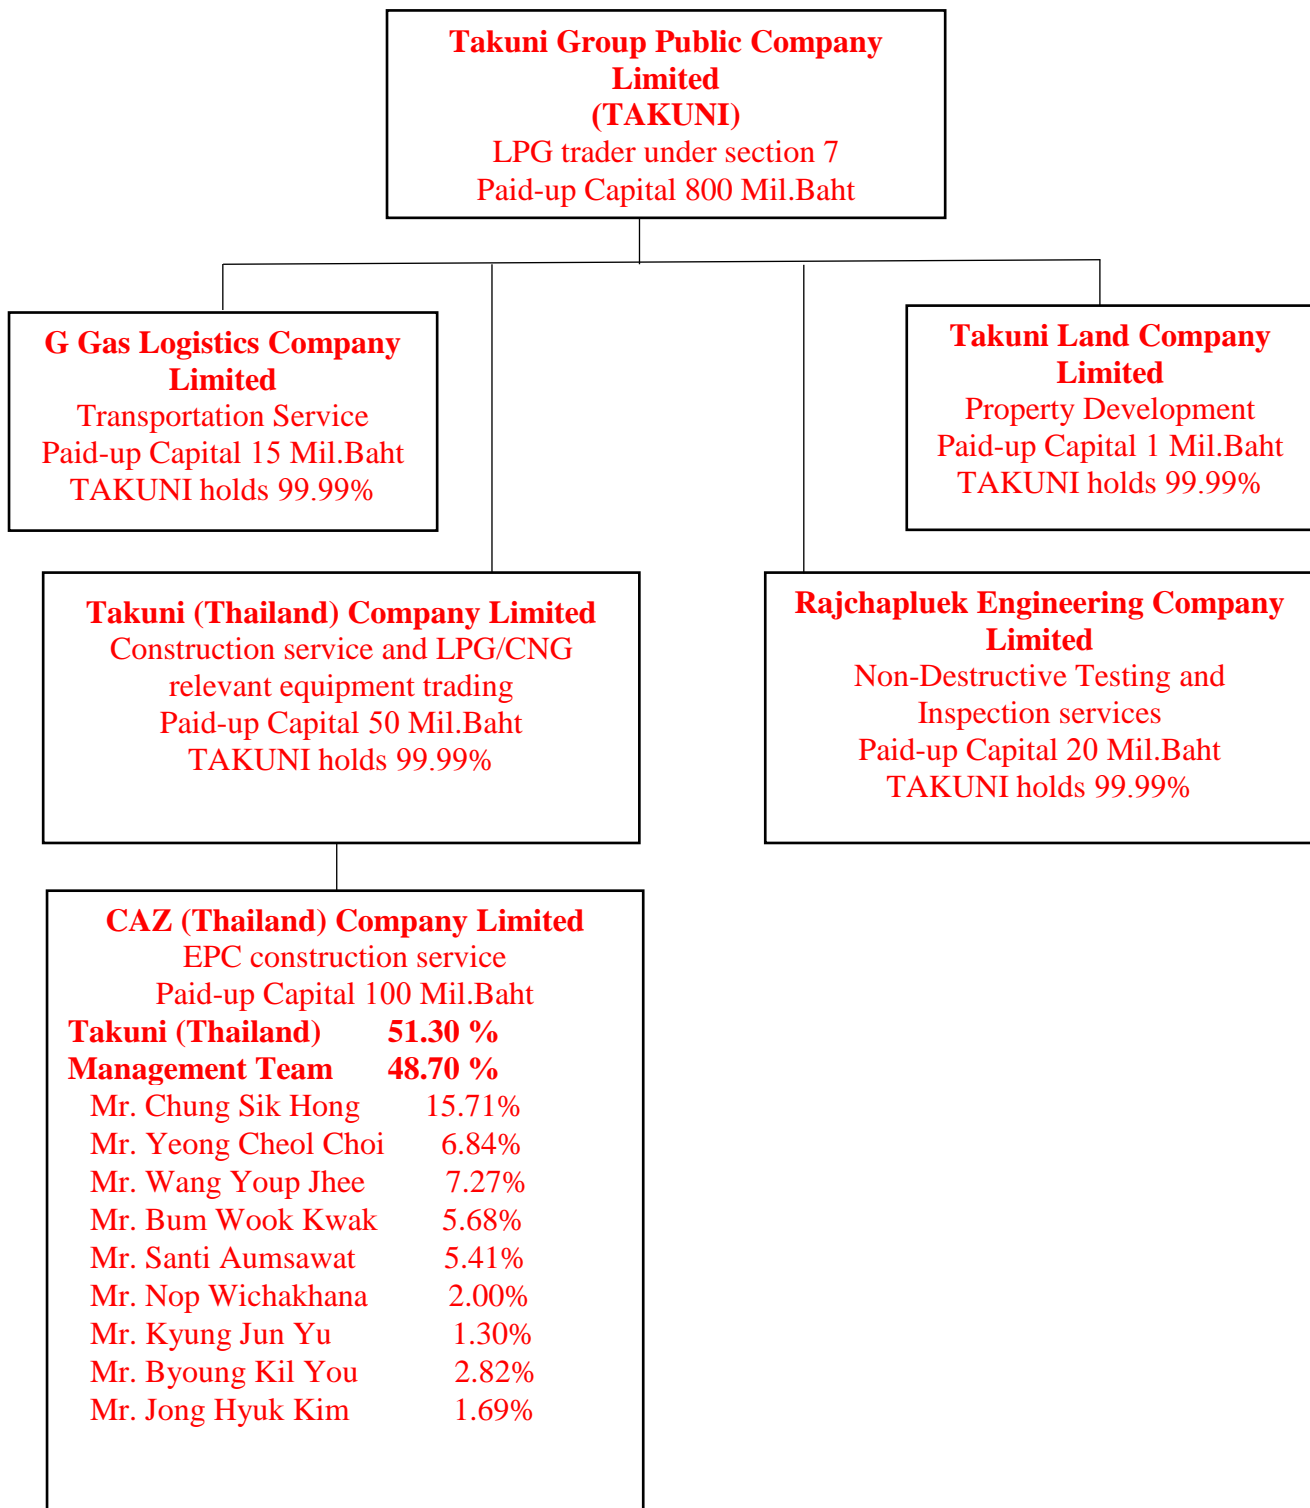 Takuni Group Public Company
Limited
(TAKUNI)
LPG trader under section 7
Paid-up Capital 800 Mil.Baht
G Gas Logistics Company
Limited
Transportation Service
Paid-up Capital 15 Mil.Baht
TAKUNI holds 99.99%
Takuni Land Company
Limited
Property Development
Paid-up Capital 1 Mil.Baht
TAKUNI holds 99.99%
Takuni (Thailand) Company Limited
Construction service and LPG/CNG
relevant equipment trading
Paid-up Capital 50 Mil.Baht
TAKUNI holds 99.99%
Rajchapluek Engineering Company
Limited
Non-Destructive Testing and
Inspection services
Paid-up Capital 20 Mil.Baht
TAKUNI holds 99.99%
CAZ (Thailand) Company Limited
EPC construction service
Paid-up Capital 100 Mil.Baht
Takuni (Thailand) 51.30 %
Management Team 48.70 %
Mr. Chung Sik Hong 15.71%
Mr. Yeong Cheol Choi 6.84%
Mr. Wang Youp Jhee 7.27%
Mr. Bum Wook Kwak 5.68%
Mr. Santi Aumsawat 5.41%
Mr. Nop Wichakhana 2.00%
Mr. Kyung Jun Yu 1.30%
Mr. Byoung Kil You 2.82%
Mr. Jong Hyuk Kim 1.69%